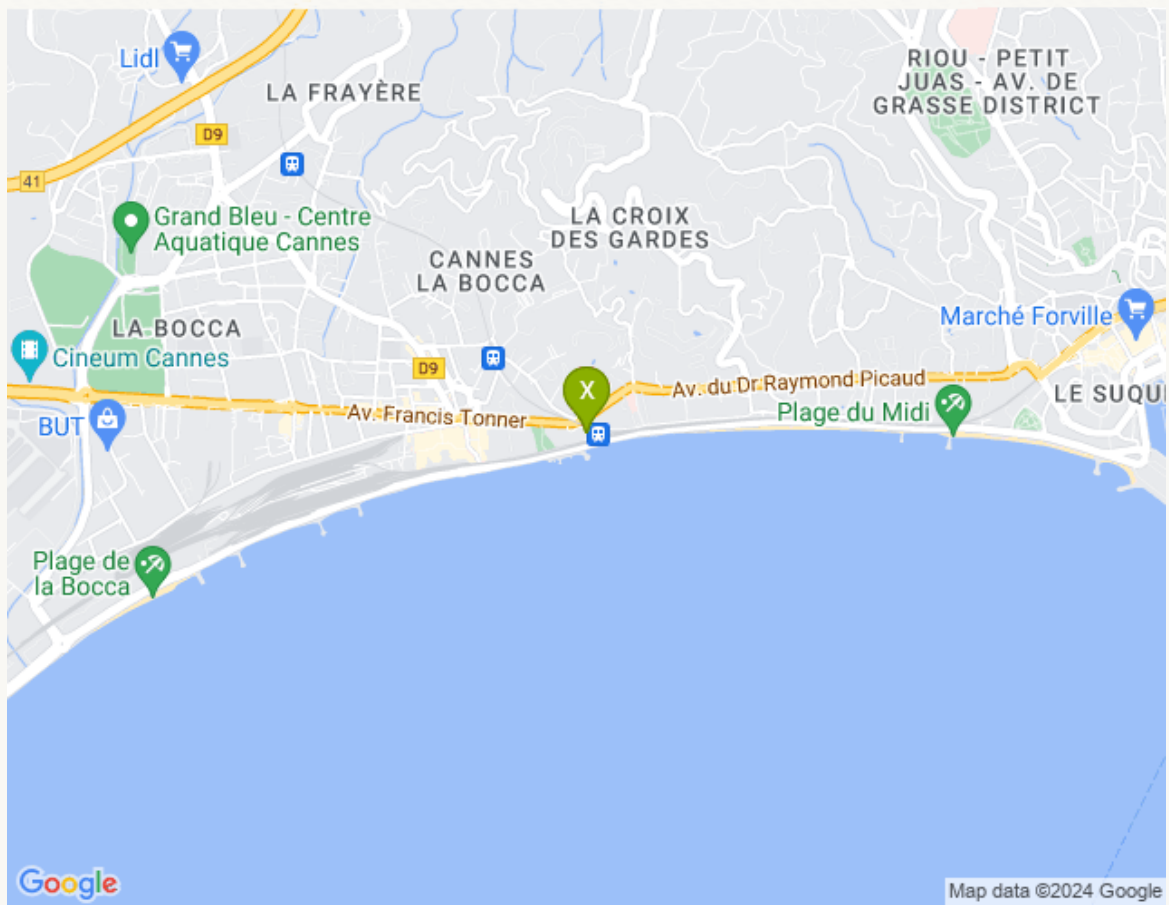 Lidl
RIOU - PETIT
JUAS - AV. DE
GRASSE DISTRICT
LA FRAYÈRE
D9
41
Grand Bleu - Centre
Aquatique Cannes
LA CROIX
DES GARDES
CANNES
LA BOCCA
Marché Forville
LA BOCCA
Cineum Cannes
D9
X
Av. du Dr Raymond Picaud
LE SUQU
Av. Francis Tonner
Plage du Midi
BUT
Plage de
la Bocca
Google
Map data ©2024 Google